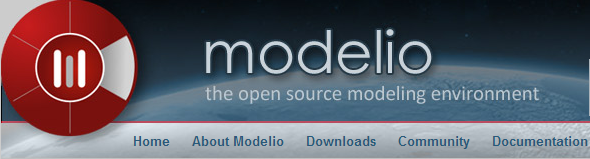 modelio
the open source modeling environment
Home About Modelio Downloads Community Documentation